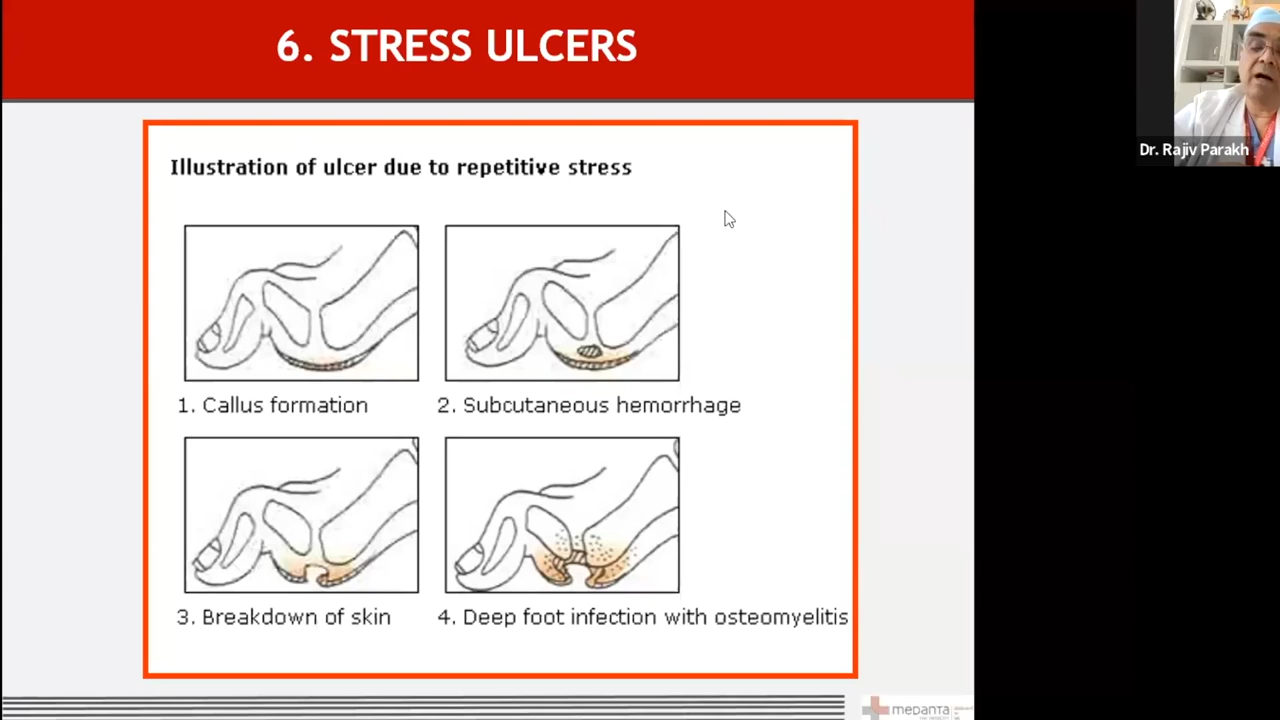 6. STRESS ULCERS
Dr. Rajiv Parakh
Illustration of ulcer due to repetitive stress
1. Callus formation
2. Subcutaneous hemorrhage
3. Breakdown of skin
4. Deep foot infection with osteomyelitis
medanta